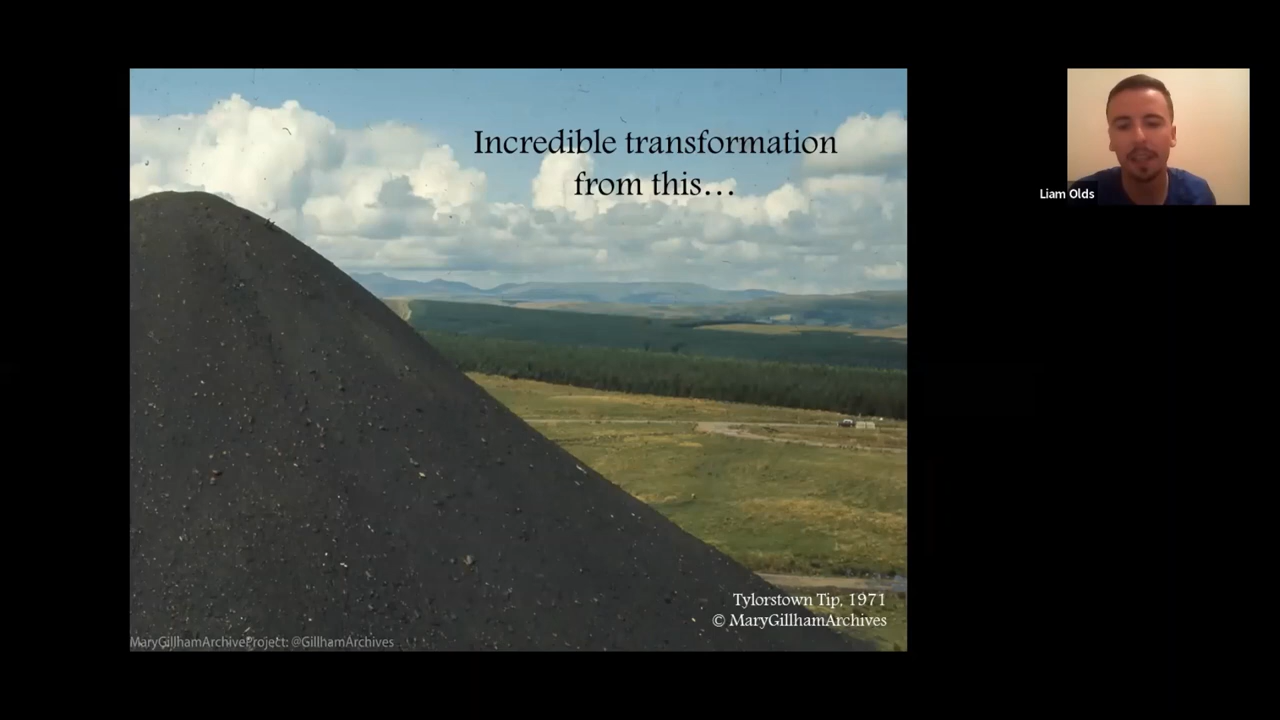 Incredible transformation
from this…
Liam Olds
Tylorstown Tip, 1971
© MaryGillhamArchives
MaryGillhamArchiveProject: @GillhamArchives